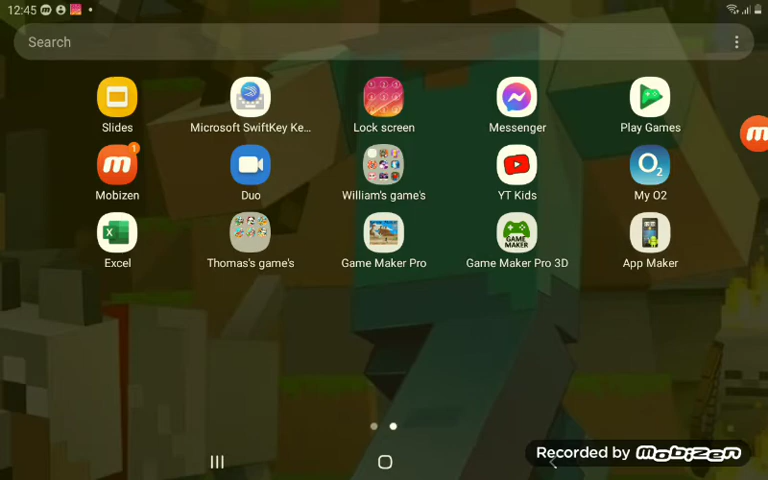 12:45
Search
Slides
Microsoft SwiftKey Ke...
Lock screen
Messenger
Play Games
1
Mobizen
Duo
William's game's
YT Kids
O2
My O2
Excel
Thomas's game's
GAME MAKER
Game Maker Pro
Game Maker Pro 3D
App Maker
Recorded by Mobizen